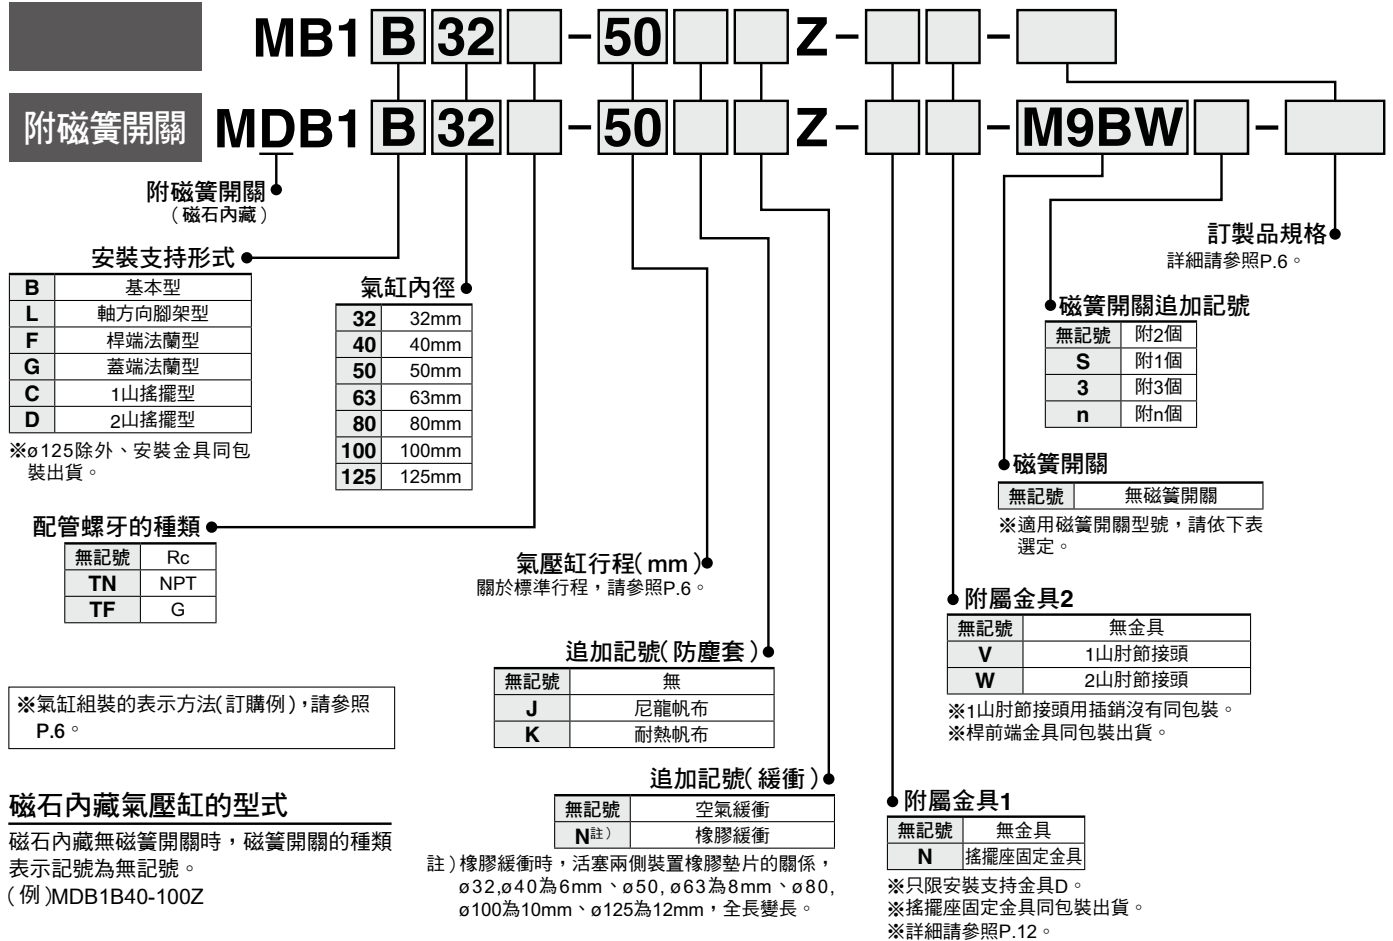 MB1 B 32 -50 Z- -
附磁簧開關 MDB1 B 32 -50 Z- - M9BW -
附磁簧開關
(磁石內藏)
安裝支持形式
B 基本型
L 軸方向腳架型
F 桿端法蘭型
G 蓋端法蘭型
C 1山搖擺型
D 2山搖擺型
※ø125除外、安裝金具同包
裝出貨。
氣缸內徑
32 32mm
40 40mm
50 50mm
63 63mm
80 80mm
100 100mm
125 125mm
配管螺牙的種類
無記號 Rc
TN NPT
TF G
※氣缸組裝的表示方法(訂購例),請參照
P.6。
磁石內藏氣壓缸的型式
磁石內藏無磁簧開關時,磁簧開關的種類
表示記號為無記號。
(例)MDB1B40-100Z
氣壓缸行程(mm)
關於標準行程,請參照P.6。
追加記號(防塵套)
無記號 無
J 尼龍帆布
K 耐熱帆布
追加記號(緩衝)
無記號 空氣緩衝
N註) 橡膠緩衝
註)橡膠緩衝時,活塞兩側裝置橡膠墊片的關係,
ø32,ø40為6mm、ø50, ø63為8mm、ø80,
ø100為10mm、ø125為12mm,全長變長。
訂製品規格
詳細請參照P.6。
磁簧開關追加記號
無記號 附2個
S 附1個
3 附3個
n 附n個
磁簧開關
無記號 無磁簧開關
※適用磁簧開關型號,請依下表
選定。
附屬金具2
無記號 無金具
V 1山肘節接頭
W 2山肘節接頭
※1山肘節接頭用插銷沒有同包裝。
※桿前端金具同包裝出貨。
附屬金具1
無記號 無金具
N 搖擺座固定金具
※只限安裝支持金具D。
※搖擺座固定金具同包裝出貨。
※詳細請參照P.12。